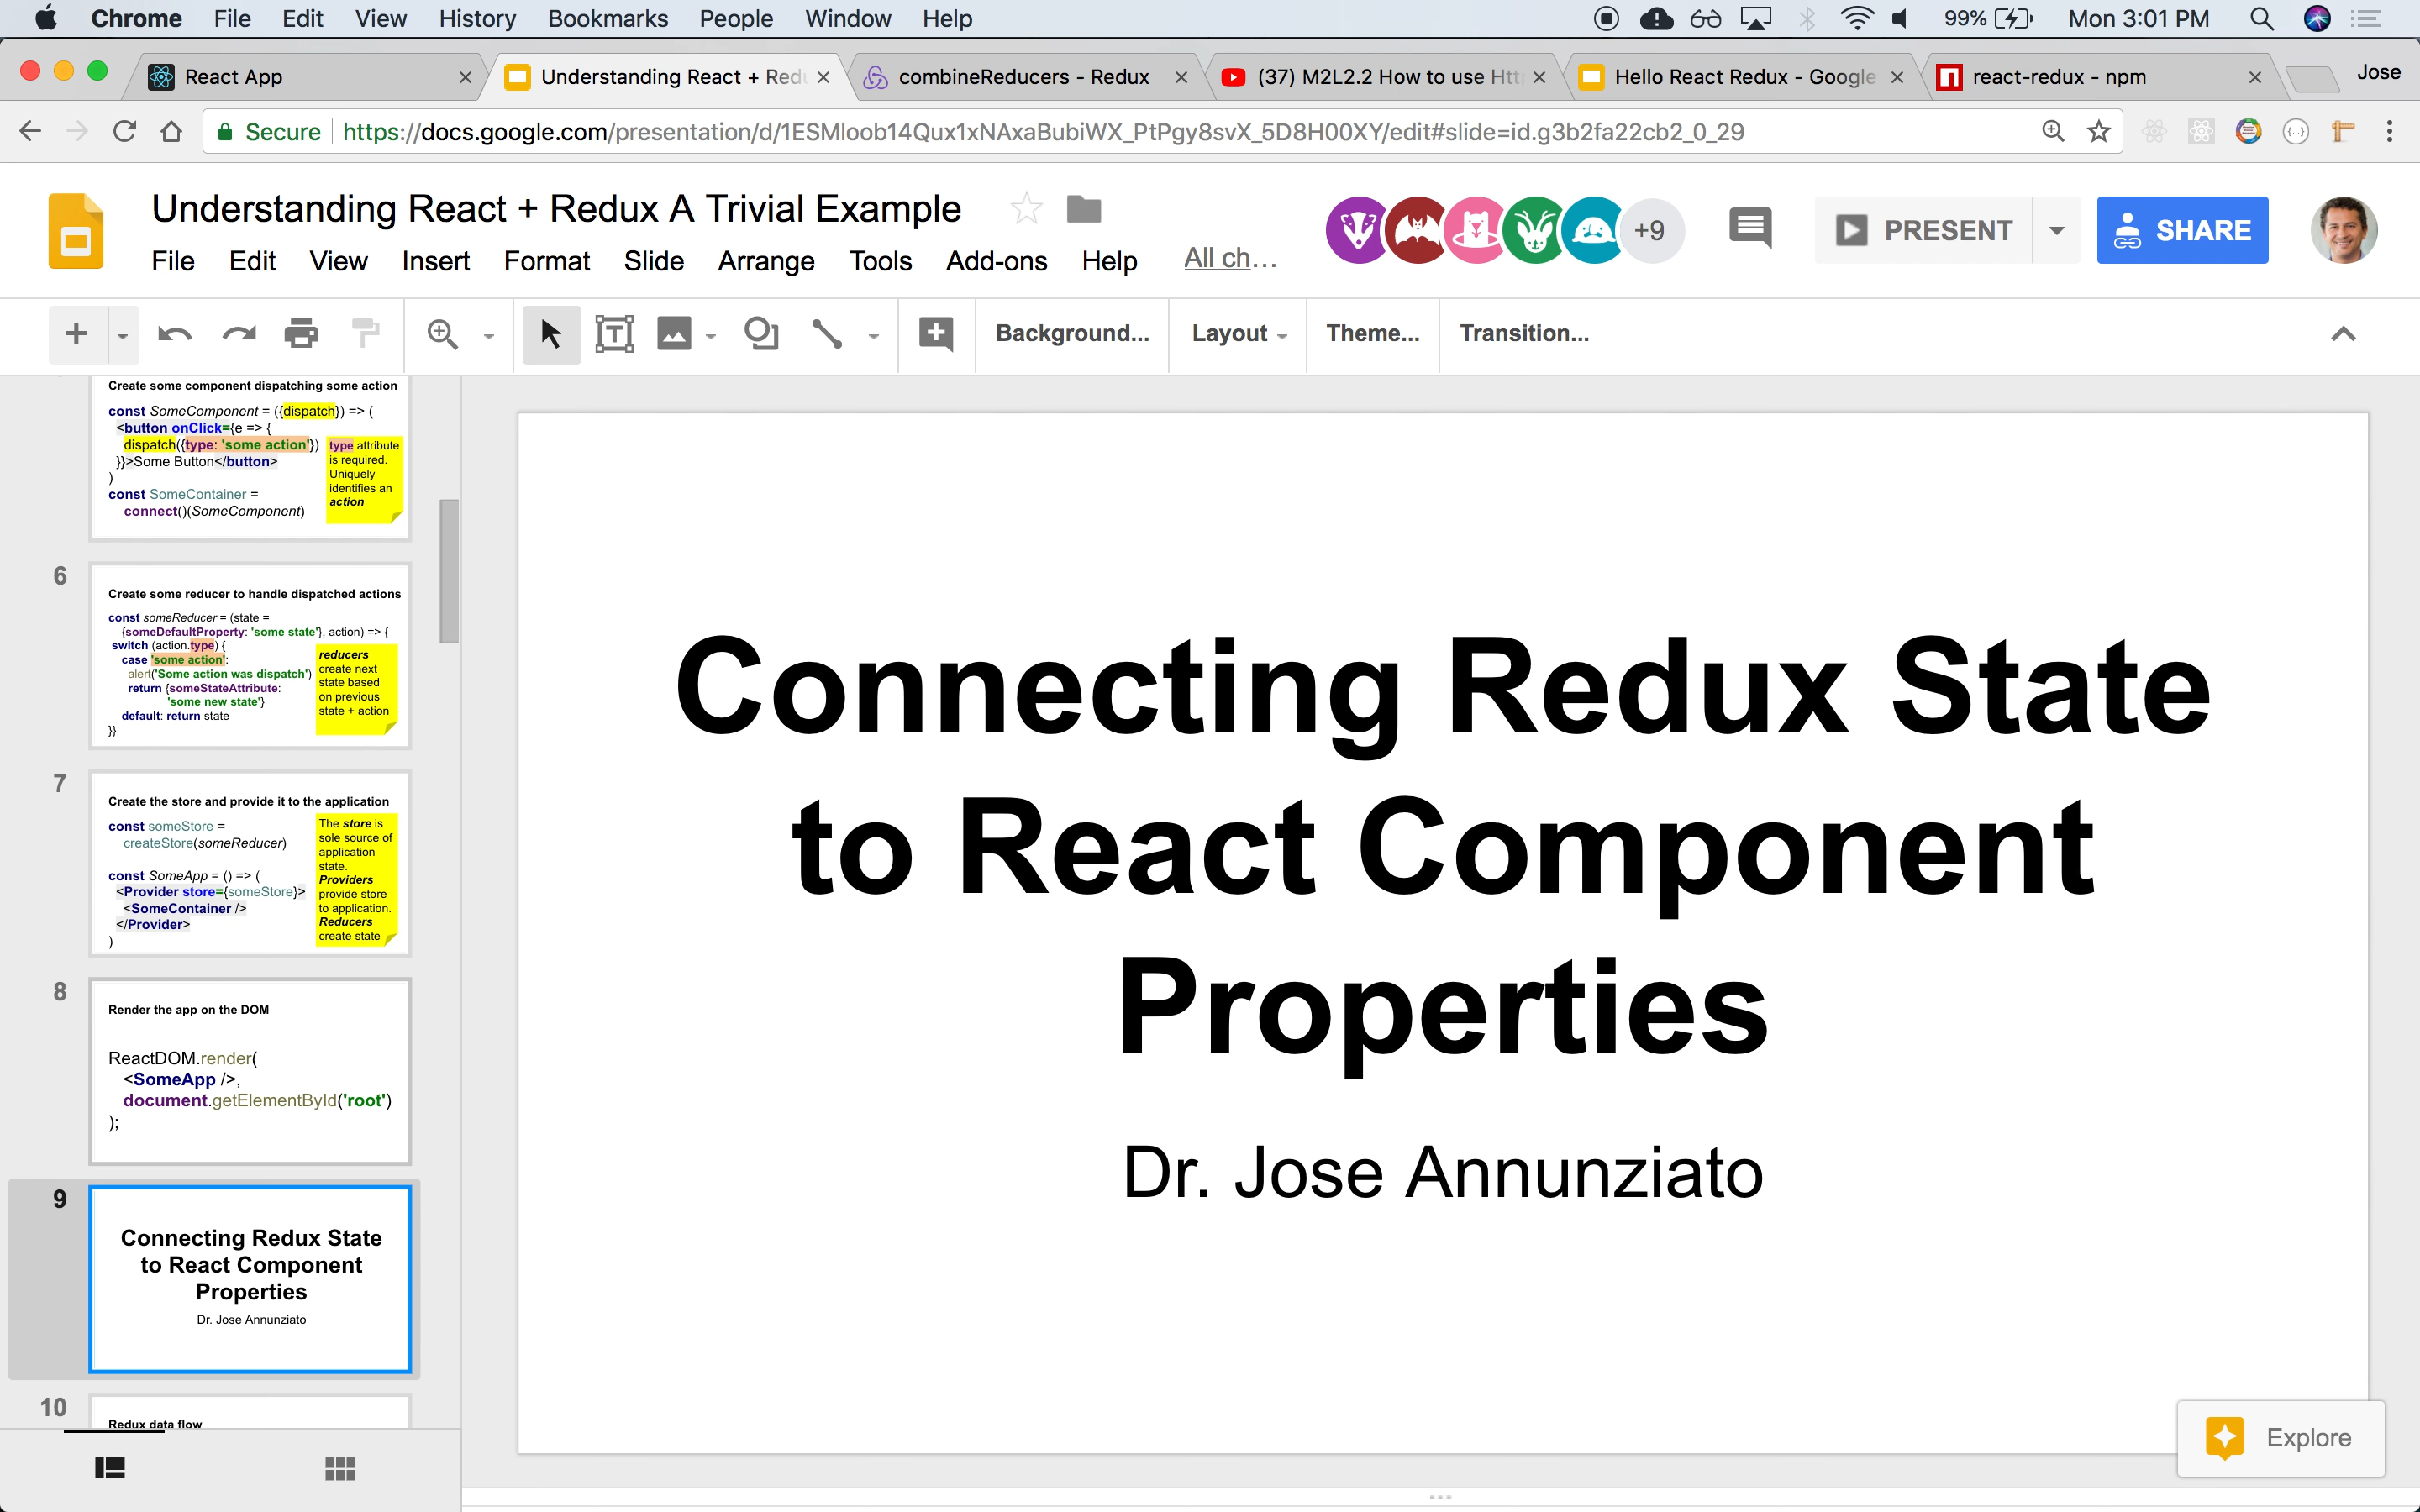 Chrome File Edit View History Bookmarks People Window Help 99% Mon 3:01 PM
React App Understanding React + Redu combineReducers - Redux (37) M2L2.2 How to use Htt Hello React Redux - Google react-redux - npm Jose
Secure https://docs.google.com/presentation/d/1ESMloob14Qux1xNAxaBubiWX_PtPgy8svX_5D8H00XY/edit#slide=id.g3b2fa22cb2_0_29
Understanding React + Redux A Trivial Example
+9 PRESENT SHARE
File Edit View Insert Format Slide Arrange Tools Add-ons Help All ch...
Background... Layout Theme... Transition...
Create some component dispatching some action
const SomeComponent = ({dispatch}) => (
<button onClick={e => {
dispatch({type: 'some action'})
}}>Some Button</button>
)
const SomeContainer =
connect()(SomeComponent)
type attribute
is required.
Uniquely
identifies an
action
6
Create some reducer to handle dispatched actions
const someReducer = (state =
{someDefaultProperty: 'some state'}, action) => {
switch (action.type) {
case 'some action':
alert('Some action was dispatch')
return {someStateAttribute:
'some new state'}
default: return state
}}
reducers
create next
state based
on previous
state + action
7
Create the store and provide it to the application
const someStore =
createStore(someReducer)
const SomeApp = () => (
<Provider store={someStore}>
<SomeContainer />
</Provider>
)
The store is
sole source of
application
state.
Providers
provide store
to application.
Reducers
create state
8
Render the app on the DOM
ReactDOM.render(
<SomeApp />,
document.getElementById('root')
);
9
Connecting Redux State
to React Component
Properties
Dr. Jose Annunziato
10
Redux data flow
Connecting Redux State
to React Component
Properties
Dr. Jose Annunziato
Explore